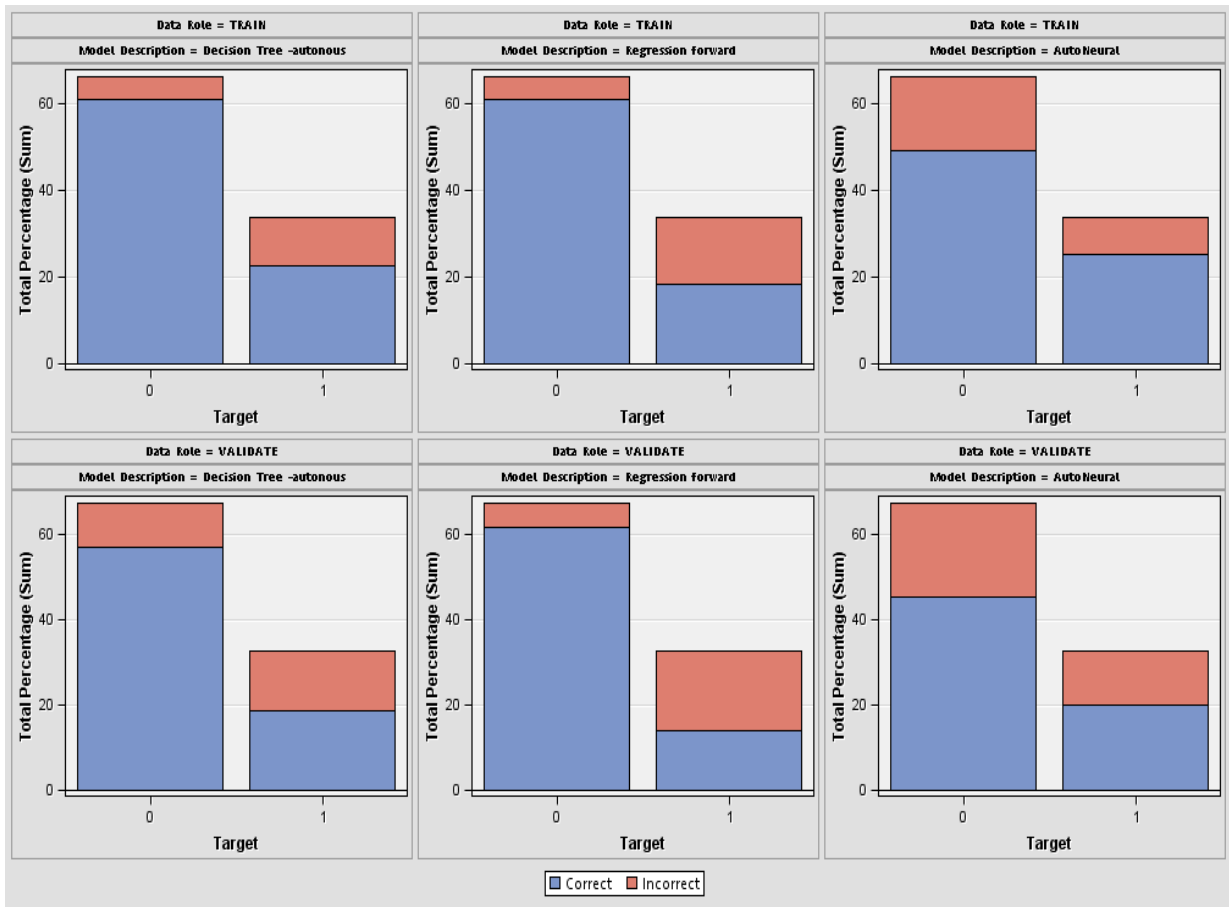 Data Role = TRAIN
Model Description = Decision Tree -autonous
Total Percentage (Sum)
60
40
20
0
0 1
Target
Data Role = TRAIN
Model Description = Regression forward
Total Percentage (Sum)
60
40
20
0
0 1
Target
Data Role = TRAIN
Model Description = AutoNeural
Total Percentage (Sum)
60
40
20
0
0 1
Target
Data Role = VALIDATE
Model Description = Decision Tree -autonous
Total Percentage (Sum)
60
40
20
0
0 1
Target
Data Role = VALIDATE
Model Description = Regression forward
Total Percentage (Sum)
60
40
20
0
0 1
Target
Data Role = VALIDATE
Model Description = AutoNeural
Total Percentage (Sum)
60
40
20
0
0 1
Target
Correct Incorrect